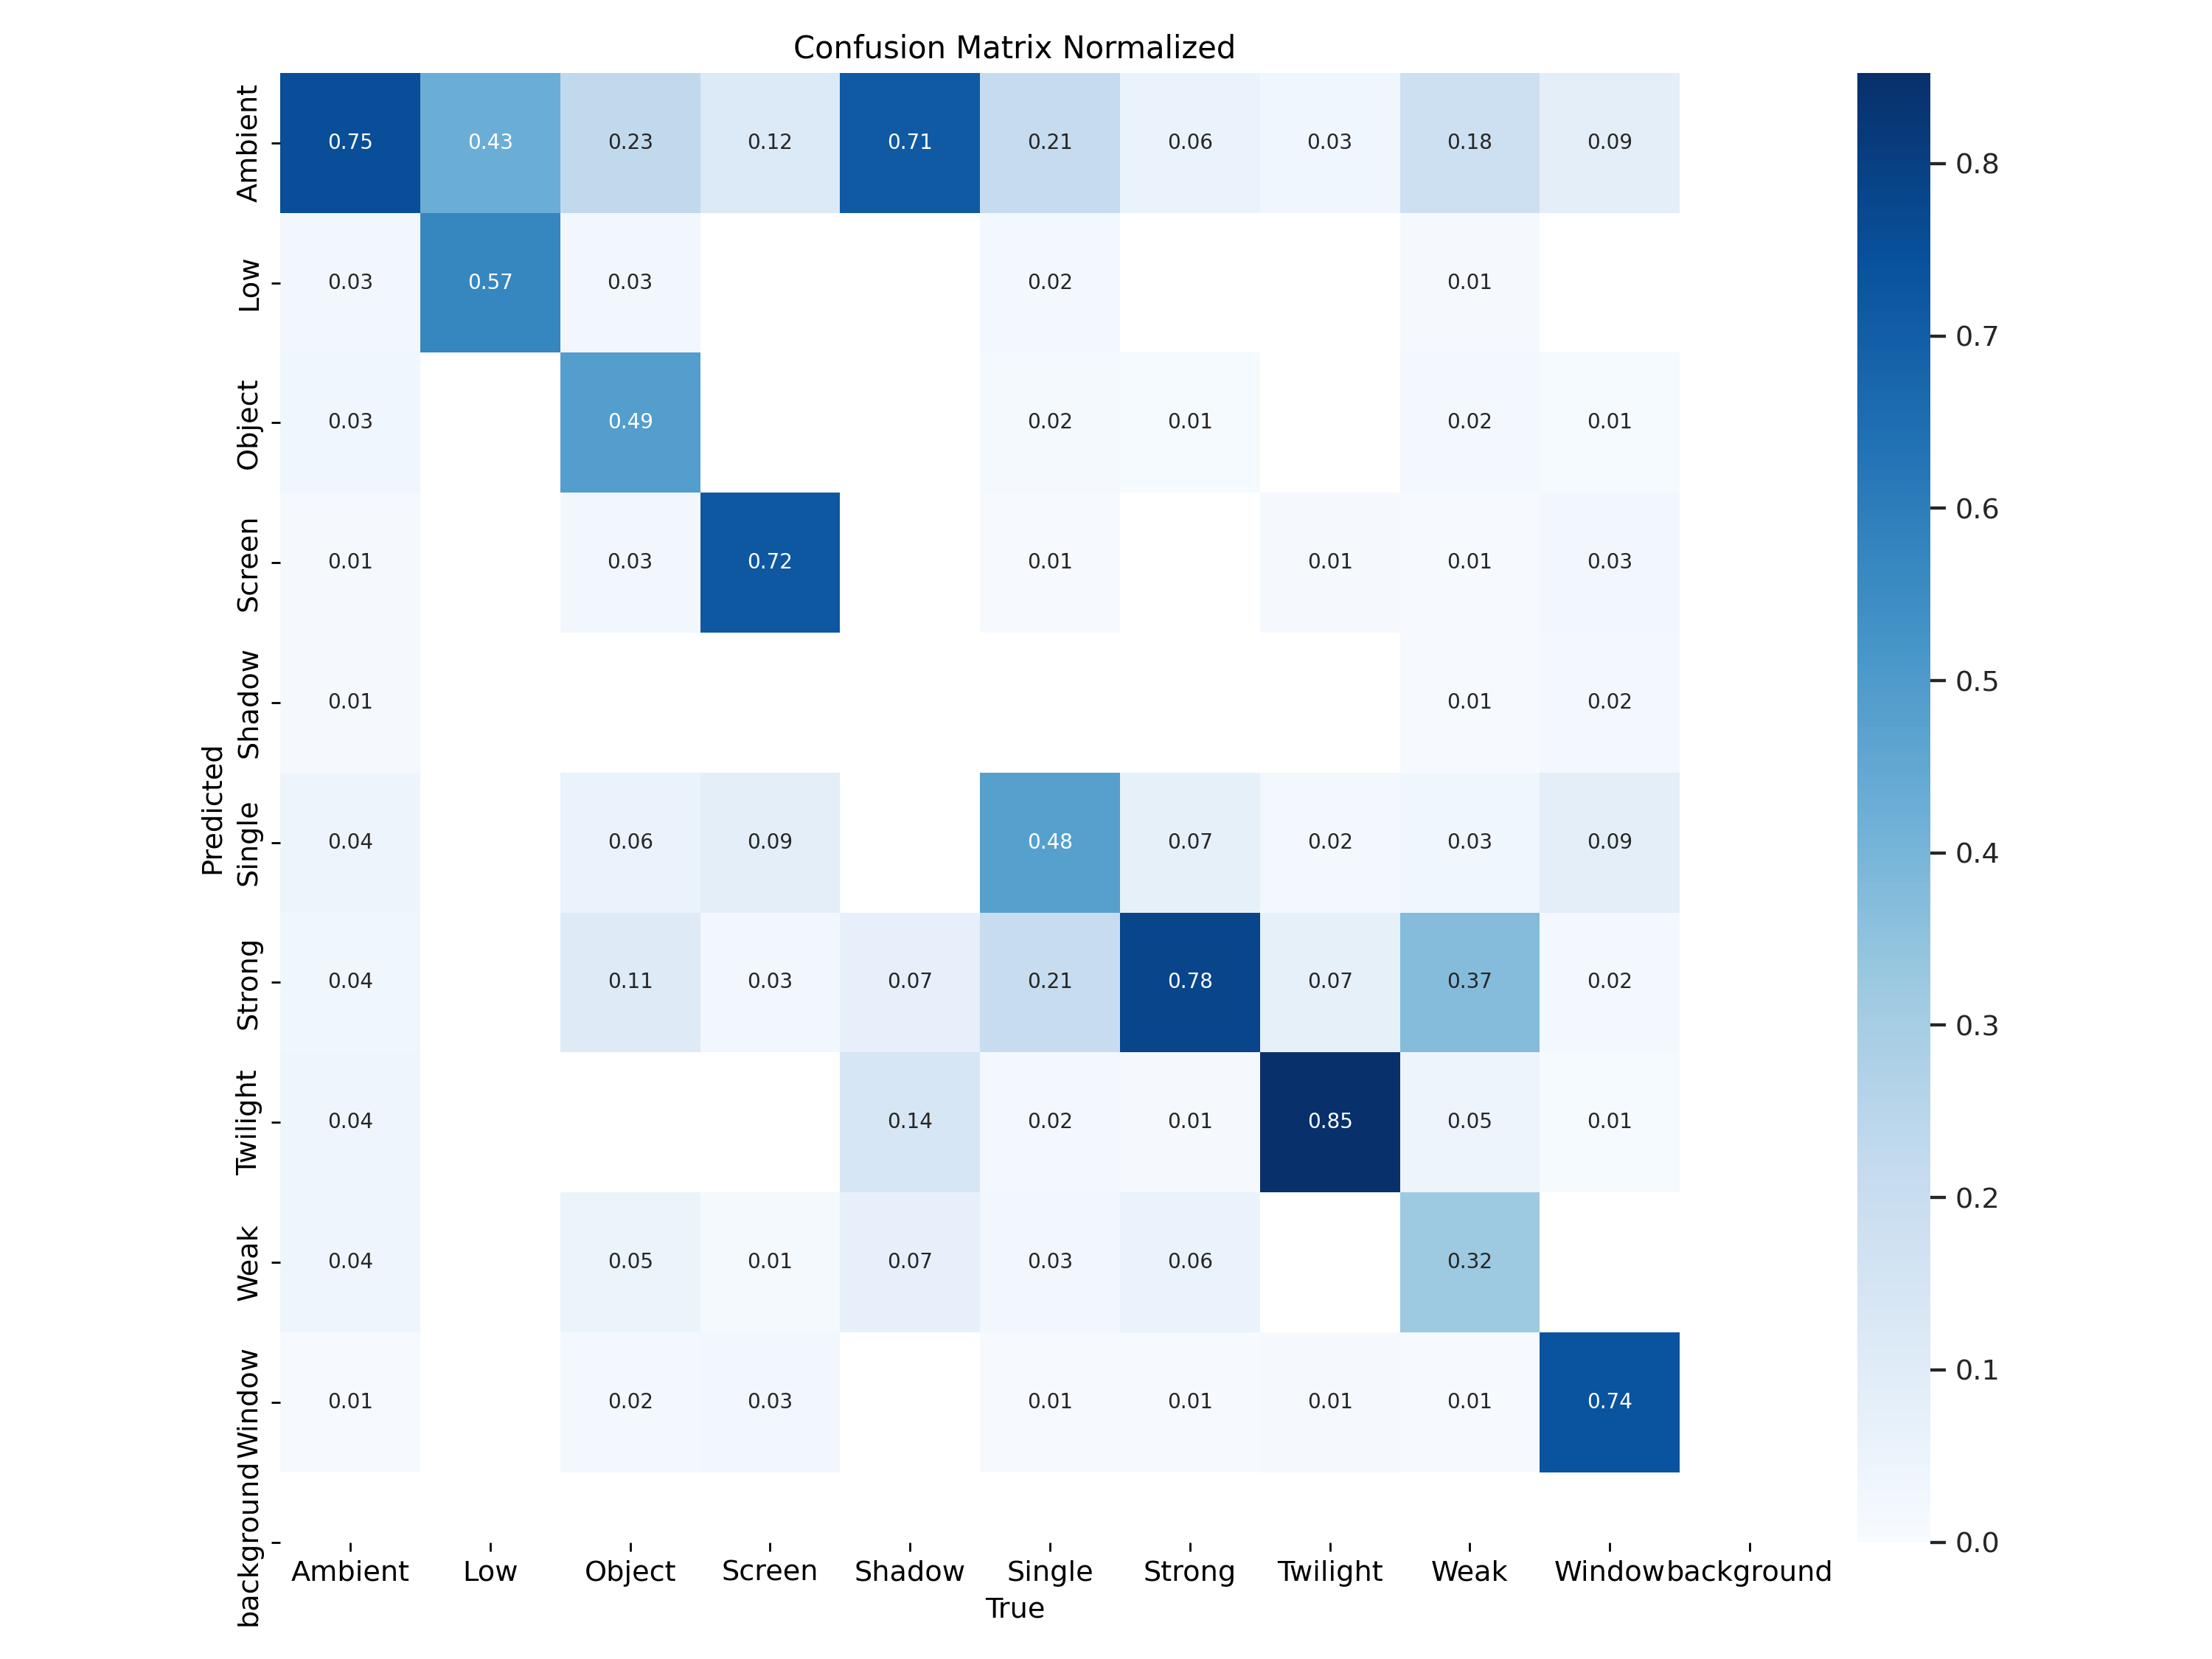 Confusion Matrix Normalized
Ambient 0.75 0.43 0.23 0.12 0.71 0.21 0.06 0.03 0.18 0.09
Low 0.03 0.57 0.03 0.02 0.01
Object 0.03 0.49 0.02 0.01 0.02 0.01
Screen 0.01 0.03 0.72 0.01 0.01 0.01 0.03
Shadow 0.01 0.01 0.02
Single 0.04 0.06 0.09 0.48 0.07 0.02 0.03 0.09
Strong 0.04 0.11 0.03 0.07 0.21 0.78 0.07 0.37 0.02
Twilight 0.04 0.14 0.02 0.01 0.85 0.05 0.01
Weak 0.04 0.05 0.01 0.07 0.03 0.06 0.32
Window 0.01 0.02 0.03 0.01 0.01 0.01 0.01 0.74
background
Predicted
Ambient Low Object Screen Shadow Single Strong Twilight Weak Window background
True
0.8
0.7
0.6
0.5
0.4
0.3
0.2
0.1
0.0